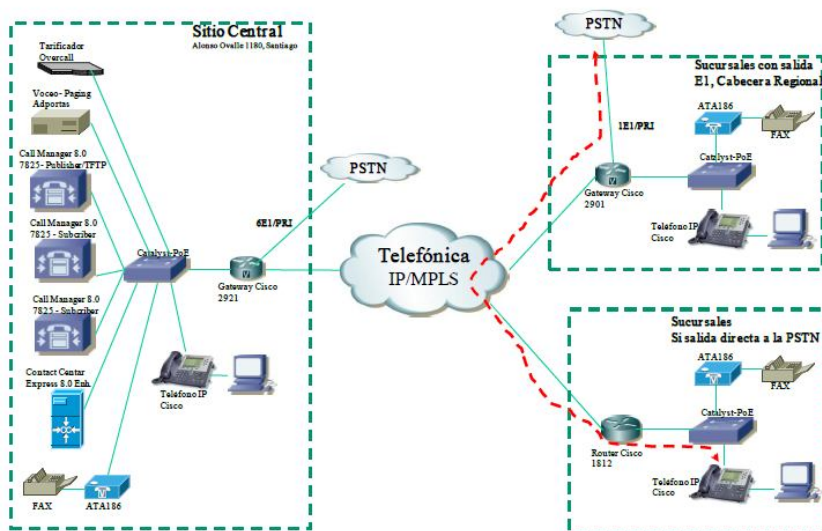 Sitio Central
Alonso Ovalle 1180, Santiago
Tarificador
Overcall
Voceo- Paging
Adportas
Call Manager 8.0
7825- Publisher/TFTP
Call Manager 8.0
7825 - Subcriber
Call Manager 8.0
7825 - Subcriber
Contact Centar
Express 8.0 Enh.
FAX
ATA186
Catalyst-PoE
Teléfono IP
Cisco
6E1/PRI
Gateway Cisco
2921
PSTN
Telefónica
IP/MPLS
PSTN
1E1/PRI
Sucursales con salida
E1, Cabecera Regional
ATA186
FAX
Catalyst-PoE
Gateway Cisco
2901
Teléfono IP
Cisco
Sucursales
Si salida directa a la PSTN
ATA186
FAX
Catalyst-PoE
Router Cisco
1812
Teléfono IP
Cisco